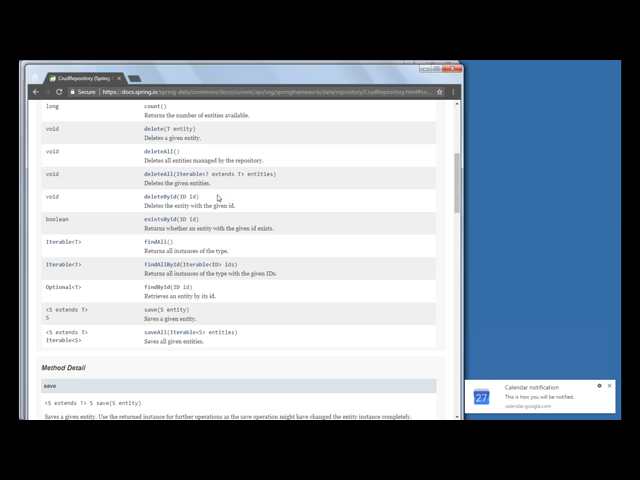 CrudRepository (Spring
Secure https://docs.spring.io/spring-data/commons/docs/current/api/org/springframework/data/repository/CrudRepository.html#co...
long count()
Returns the number of entities available.
void delete(T entity)
Deletes a given entity.
void deleteAll()
Deletes all entities managed by the repository.
void deleteAll(Iterable<? extends T> entities)
Deletes the given entities.
void deleteById(ID id)
Deletes the entity with the given id.
boolean existsById(ID id)
Returns whether an entity with the given id exists.
Iterable<T> findAll()
Returns all instances of the type.
Iterable<T> findAllById(Iterable<ID> ids)
Returns all instances of the type with the given IDs.
Optional<T> findById(ID id)
Retrieves an entity by its id.
<S extends T> save(S entity)
S Saves a given entity.
<S extends T> saveAll(Iterable<S> entities)
Iterable<S> Saves all given entities.
Method Detail
save
<S extends T> S save(S entity)
Saves a given entity. Use the returned instance for further operations as the save operation might have changed the entity instance completely.
Calendar notification
27 This is how you will be notified.
calendar.google.com